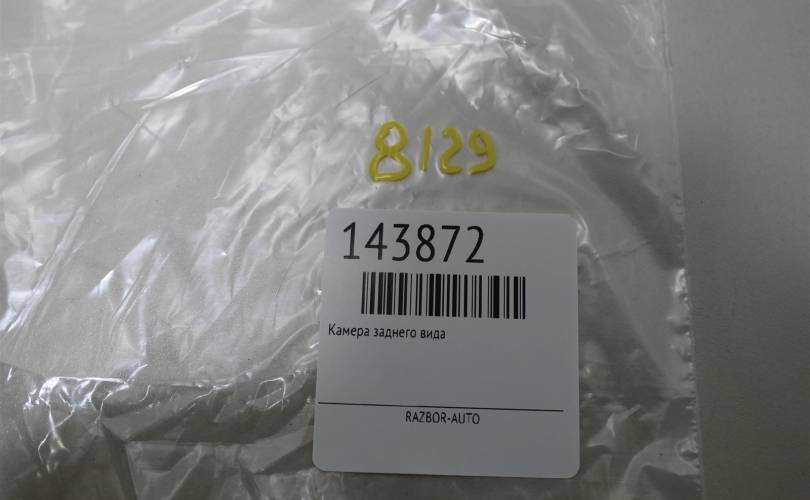 8129
143872
Камера заднего вида
RAZBOR-AUTO